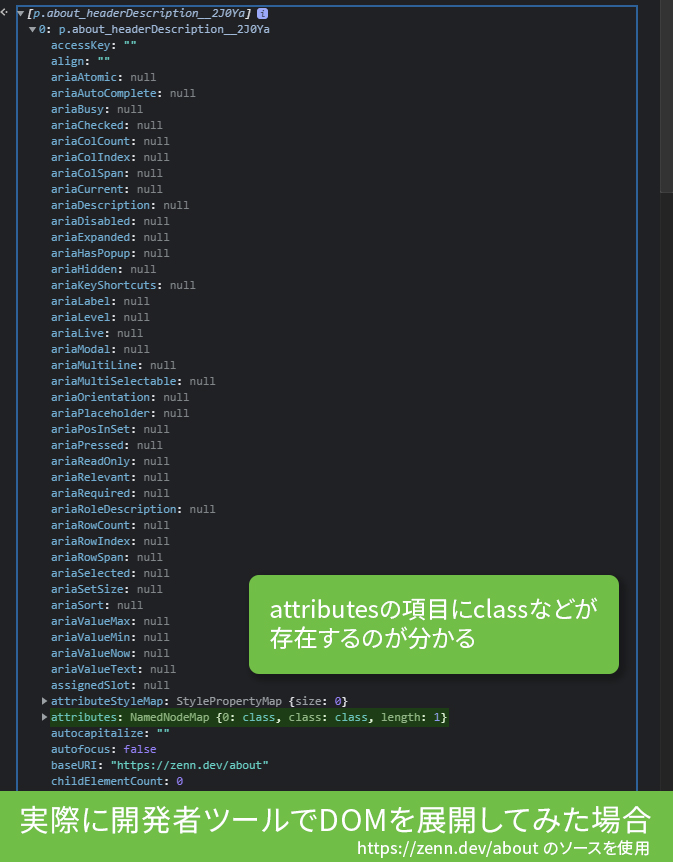 [p.about_headerDescription__2J0Ya] i
0: p.about_headerDescription__2J0Ya
accessKey: ""
align: ""
ariaAtomic: null
ariaAutoComplete: null
ariaBusy: null
ariaChecked: null
ariaColCount: null
ariaColIndex: null
ariaColSpan: null
ariaCurrent: null
ariaDescription: null
ariaDisabled: null
ariaExpanded: null
ariaHasPopup: null
ariaHidden: null
ariaKeyShortcuts: null
ariaLabel: null
ariaLevel: null
ariaLive: null
ariaModal: null
ariaMultiLine: null
ariaMultiSelectable: null
ariaOrientation: null
ariaPlaceholder: null
ariaPosInSet: null
ariaPressed: null
ariaReadOnly: null
ariaRelevant: null
ariaRequired: null
ariaRoleDescription: null
ariaRowCount: null
ariaRowIndex: null
ariaRowSpan: null
ariaSelected: null
ariaSetSize: null
ariaSort: null
ariaValueMax: null
ariaValueMin: null
ariaValueNow: null
ariaValueText: null
assignedSlot: null
attributeStyleMap: StylePropertyMap {size: 0}
attributes: NamedNodeMap {0: class, class: class, length: 1}
autocapitalize: ""
autofocus: false
baseURI: "https://zenn.dev/about"
childElementCount: 0
attributesの項目にclassなどが
存在するのが分かる
実際に開発者ツールでDOMを展開してみた場合
https://zenn.dev/about のソースを使用